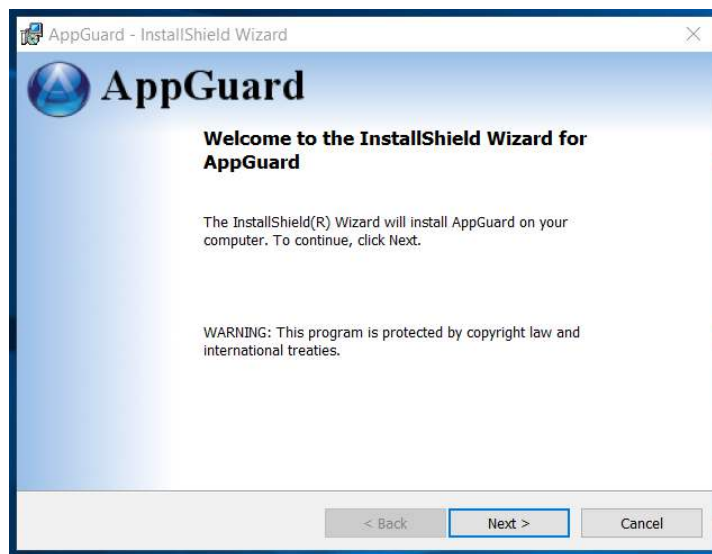 AppGuard - InstallShield Wizard
AppGuard
Welcome to the InstallShield Wizard for
AppGuard
The InstallShield(R) Wizard will install AppGuard on your
computer. To continue, click Next.
WARNING: This program is protected by copyright law and
international treaties.
< Back
Next >
Cancel